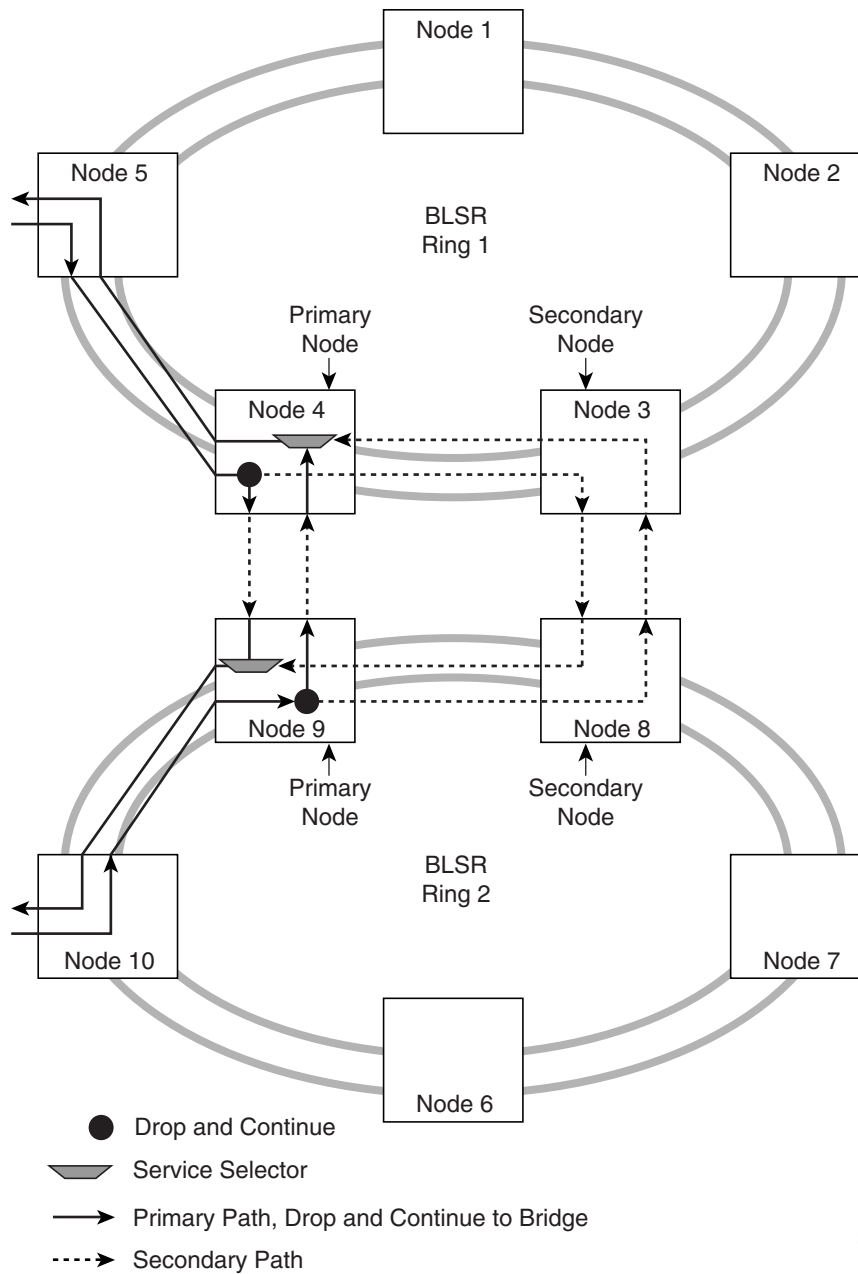 Node 1
Node 5
Node 2
BLSR
Ring 1
Primary
Node
Secondary
Node
Node 4
Node 3
Node 9
Node 8
Primary
Node
Secondary
Node
BLSR
Ring 2
Node 10
Node 7
Node 6
Drop and Continue
Service Selector
Primary Path, Drop and Continue to Bridge
Secondary Path